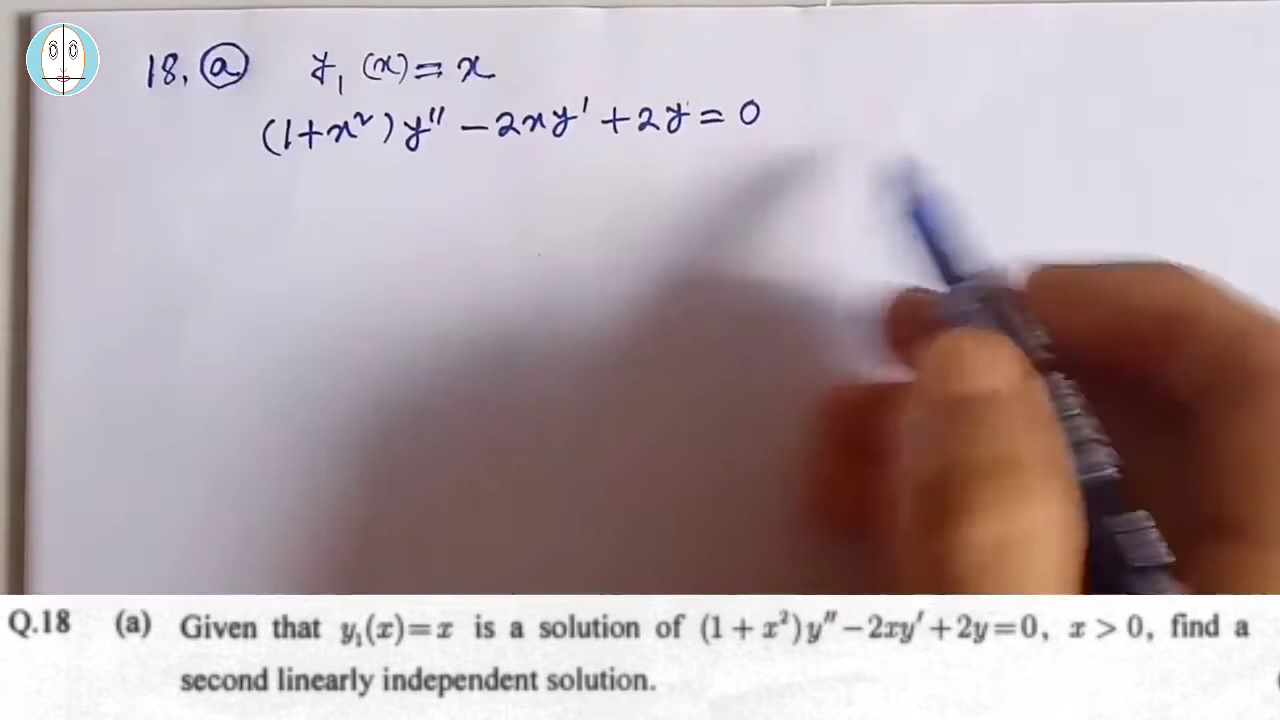 18. (a) y₁(x) = x
(1+x²)y″ − 2xy′ + 2y = 0
Q.18 (a) Given that y₁(x)=x is a solution of (1+x²)y″−2xy′+2y=0, x > 0, find a
second linearly independent solution.